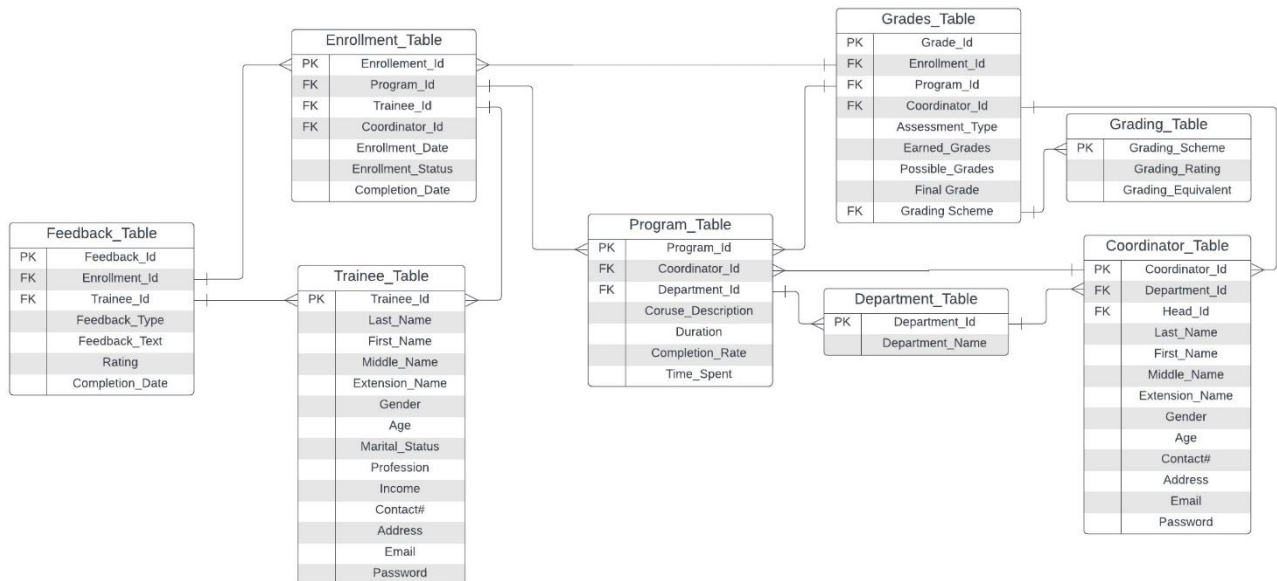 Enrollment_Table
PK Enrollement_Id
FK Program_Id
FK Trainee_Id
FK Coordinator_Id
Enrollment_Date
Enrollment_Status
Completion_Date
Grades_Table
PK Grade_Id
FK Enrollment_Id
FK Program_Id
FK Coordinator_Id
Assessment_Type
Earned_Grades
Possible_Grades
Final Grade
FK Grading Scheme
Grading_Table
PK Grading_Scheme
Grading_Rating
Grading_Equivalent
Feedback_Table
PK Feedback_Id
FK Enrollment_Id
FK Trainee_Id
Feedback_Type
Feedback_Text
Rating
Completion_Date
Trainee_Table
PK Trainee_Id
Last_Name
First_Name
Middle_Name
Extension_Name
Gender
Age
Marital_Status
Profession
Income
Contact#
Address
Email
Password
Program_Table
PK Program_Id
FK Coordinator_Id
FK Department_Id
Coruse_Description
Duration
Completion_Rate
Time_Spent
Department_Table
PK Department_Id
Department_Name
Coordinator_Table
PK Coordinator_Id
FK Department_Id
FK Head_Id
Last_Name
First_Name
Middle_Name
Extension_Name
Gender
Age
Contact#
Address
Email
Password